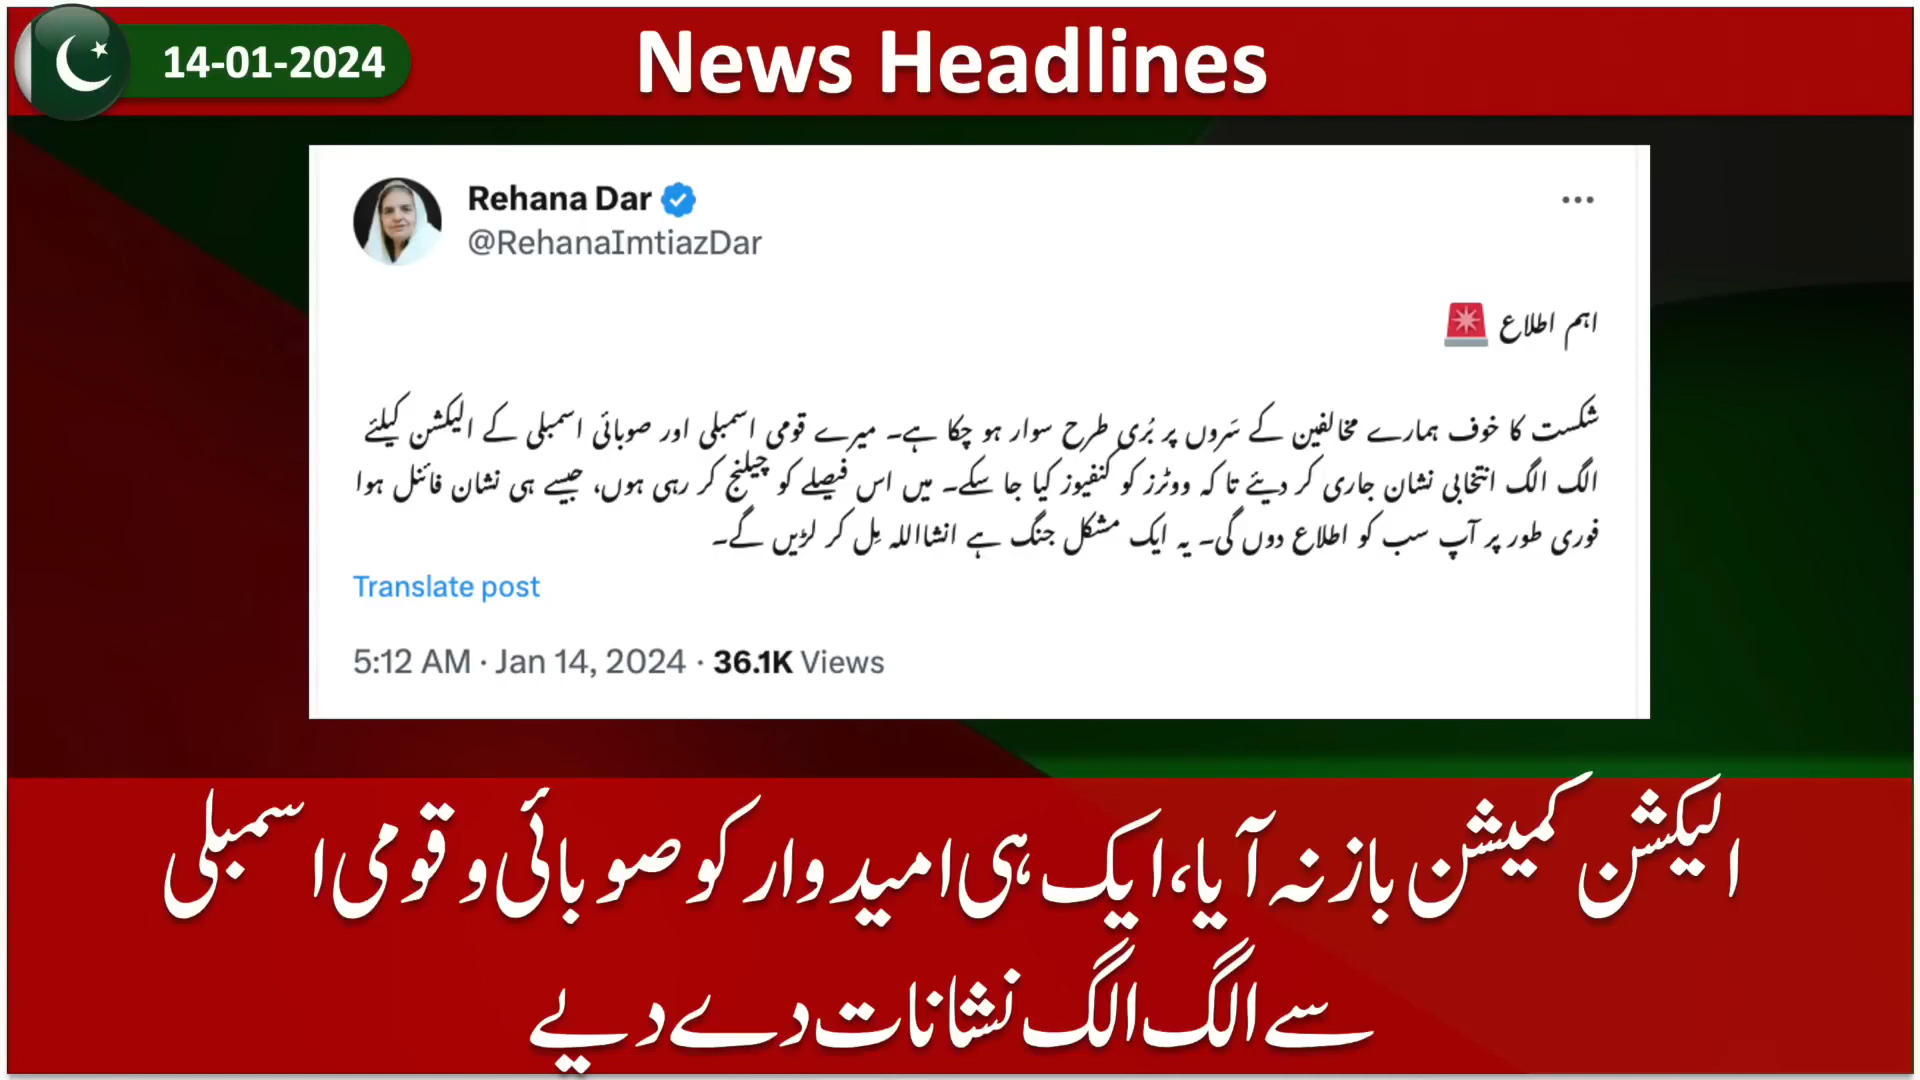 14-01-2024
News Headlines
Rehana Dar
@RehanaImtiazDar
اہم اطلاع
شکست کا خوف ہمارے مخالفین کے سَروں پر بُری طرح سوار ہو چکا ہے۔ میرے قومی اسمبلی اور صوبائی اسمبلی کے الیکشن کیلئے
الگ الگ انتخابی نشان جاری کر دیئے تا کہ ووٹرز کو کنفیوز کیا جا سکے۔ میں اس فیصلے کو چیلنج کر رہی ہوں، جیسے ہی نشان فائنل ہوا
فوری طور پر آپ سب کو اطلاع دوں گی۔ یہ ایک مشکل جنگ ہے انشااللہ مِل کر لڑیں گے۔
Translate post
5:12 AM · Jan 14, 2024 · 36.1K Views
الیکشن کمیشن باز نہ آیا، ایک ہی امیدوار کو صوبائی و قومی اسمبلی
سے الگ الگ نشانات دے دیے